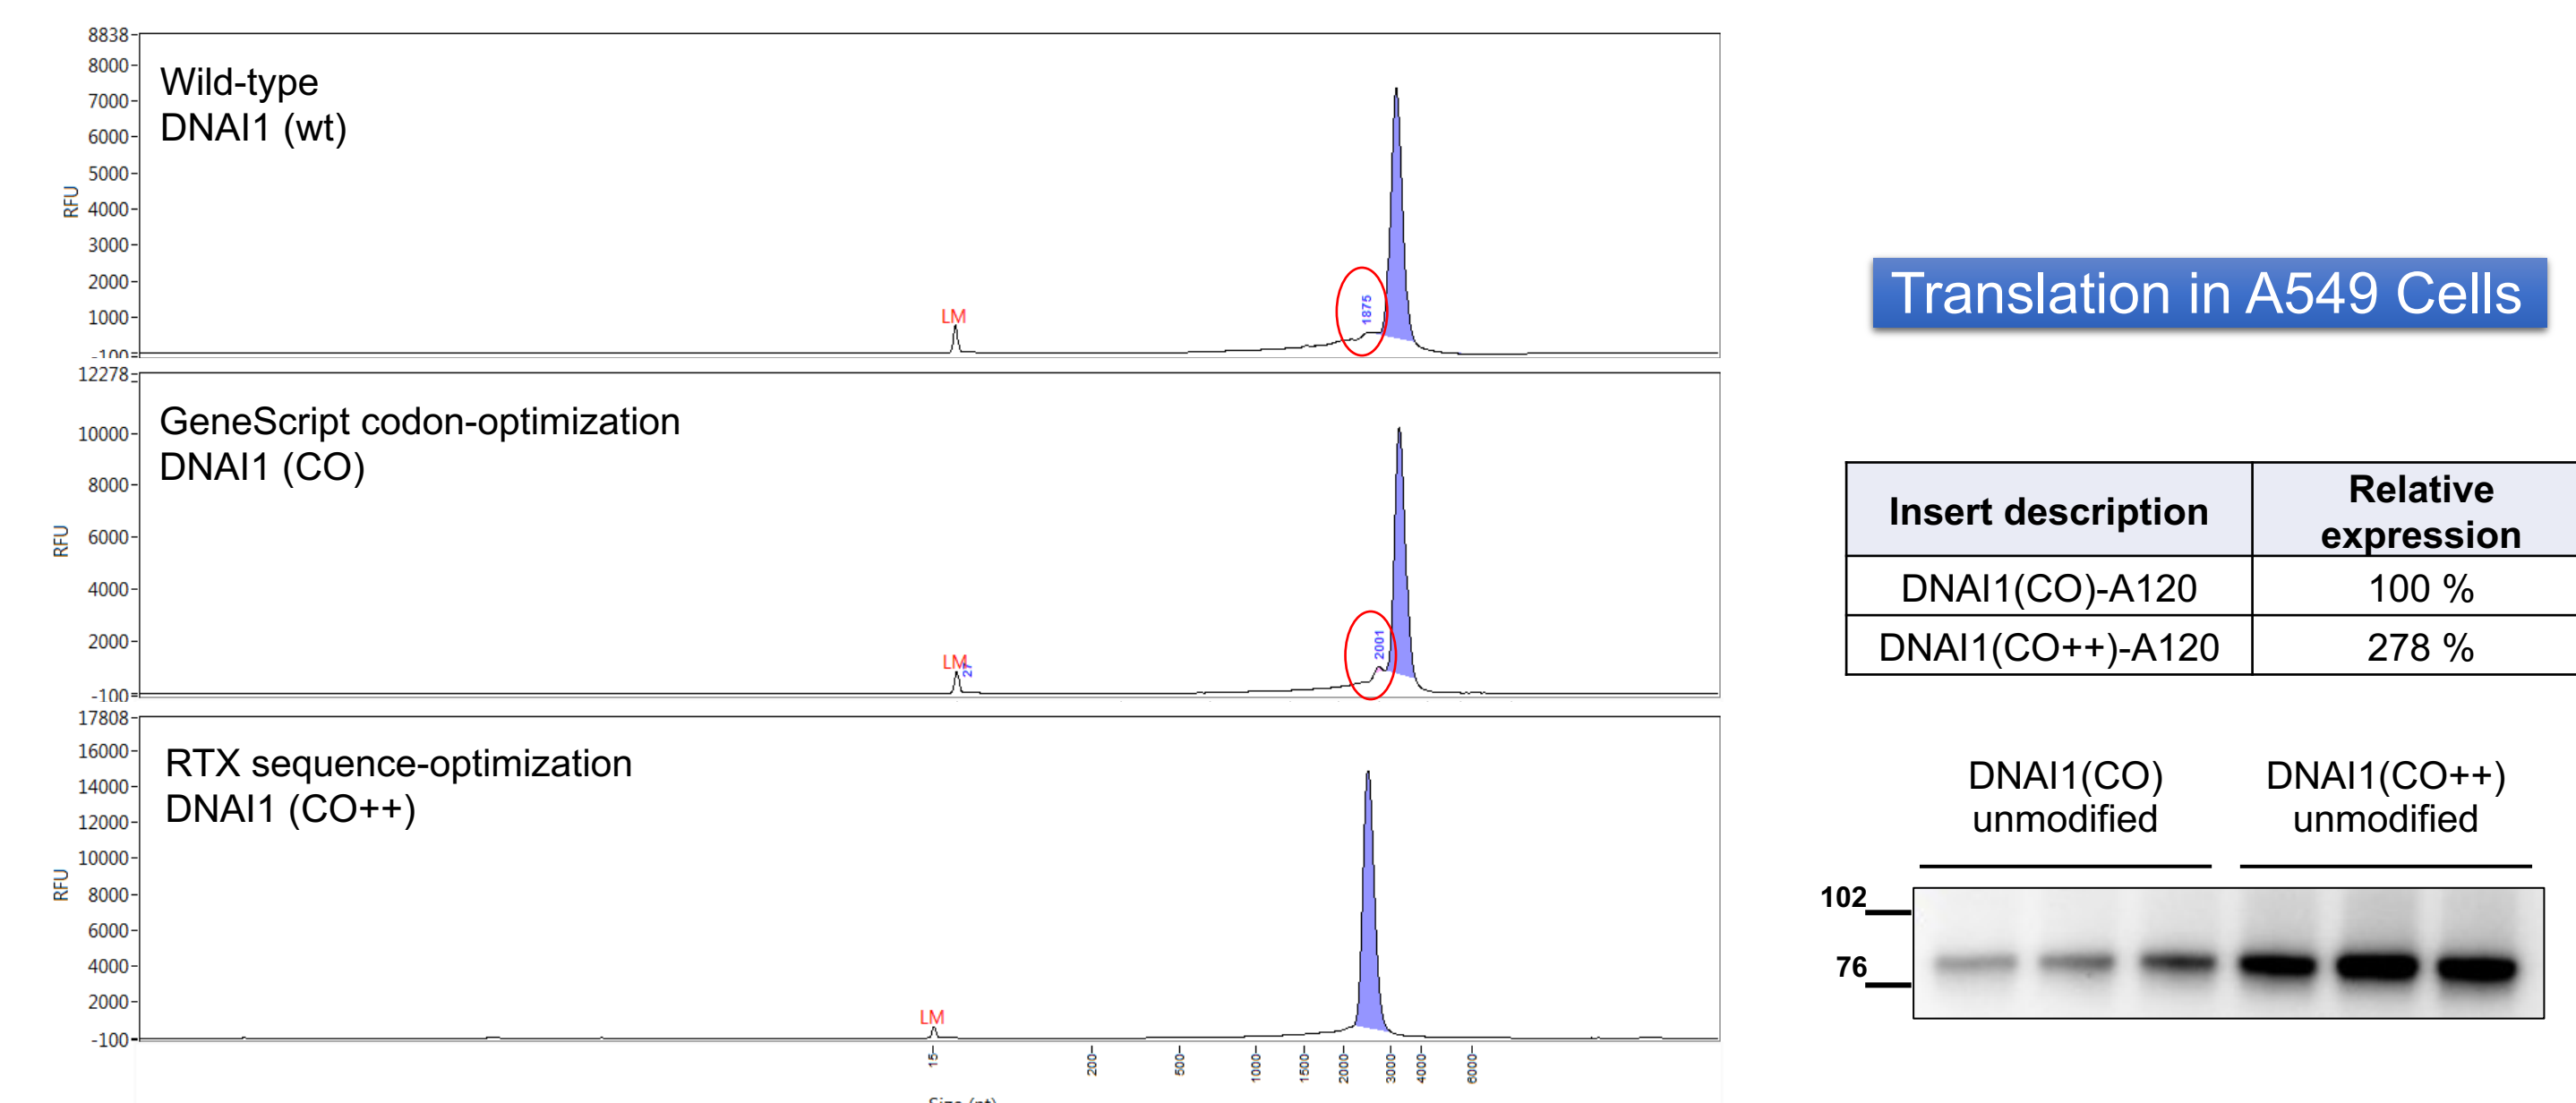 8838
8000
7000
6000
5000
4000
3000
2000
1000
-100
RFU
Wild-type
DNAI1 (wt)
LM
1875
12278
10000
8000
6000
4000
2000
-100
RFU
GeneScript codon-optimization
DNAI1 (CO)
LM
27
2001
17808
16000
14000
12000
10000
8000
6000
4000
2000
-100
RFU
RTX sequence-optimization
DNAI1 (CO++)
LM
15
200
500
1000
1500
2000
3000
4000
6000
Size (nt)
Translation in A549 Cells
Insert description
Relative
expression
DNAI1(CO)-A120
100 %
DNAI1(CO++)-A120
278 %
DNAI1(CO)
unmodified
DNAI1(CO++)
unmodified
102
76